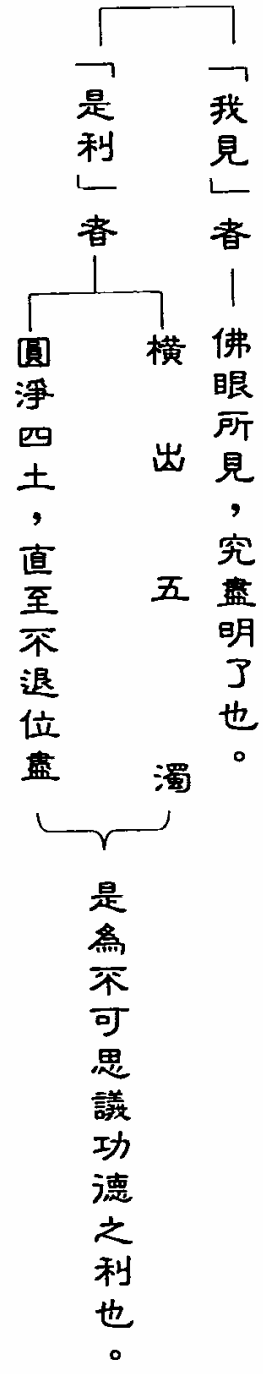 「我見」者
佛眼所見，究盡明了也。
「是利」者
橫出五濁
圓淨四土，直至不退位盡
是為不可思議功德之利也。